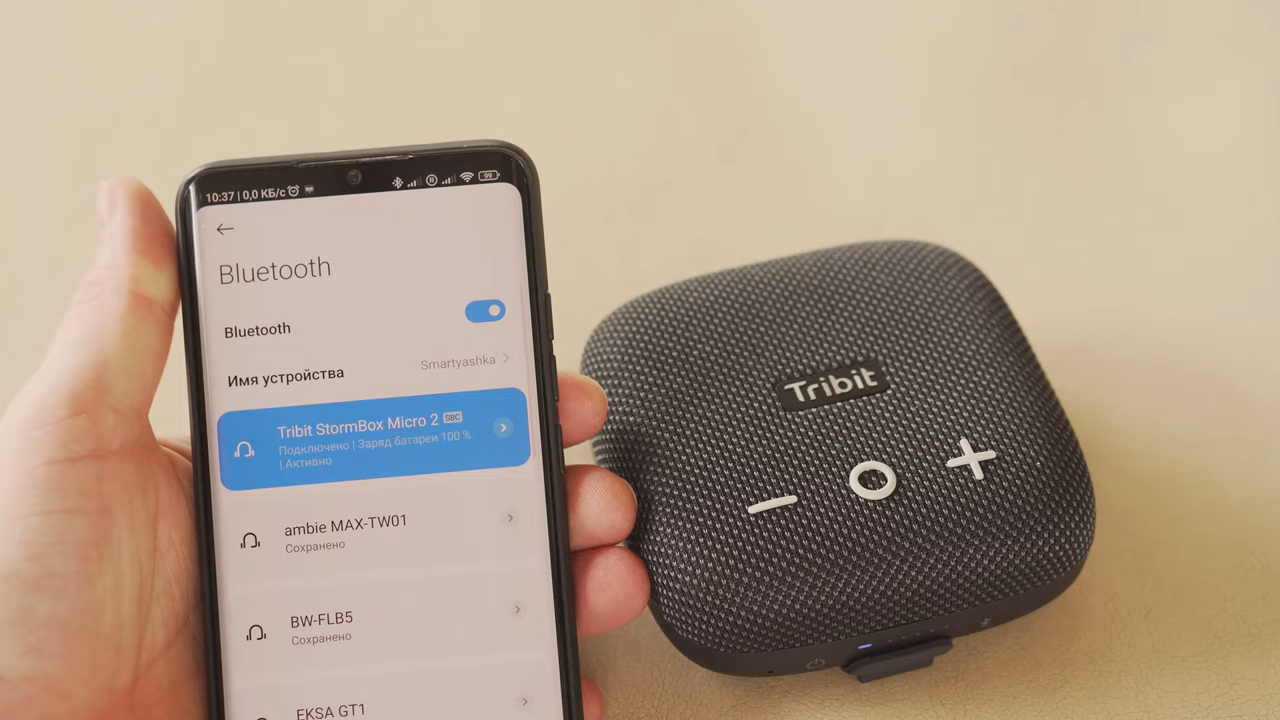 10:37 | 0,0 КБ/с
99
Bluetooth
Bluetooth
Имя устройства
Smartyashka
Tribit StormBox Micro 2 SBC
Подключено | Заряд батареи 100 %
| Активно
ambie MAX-TW01
Сохранено
BW-FLB5
Сохранено
EKSA GT1
Tribit